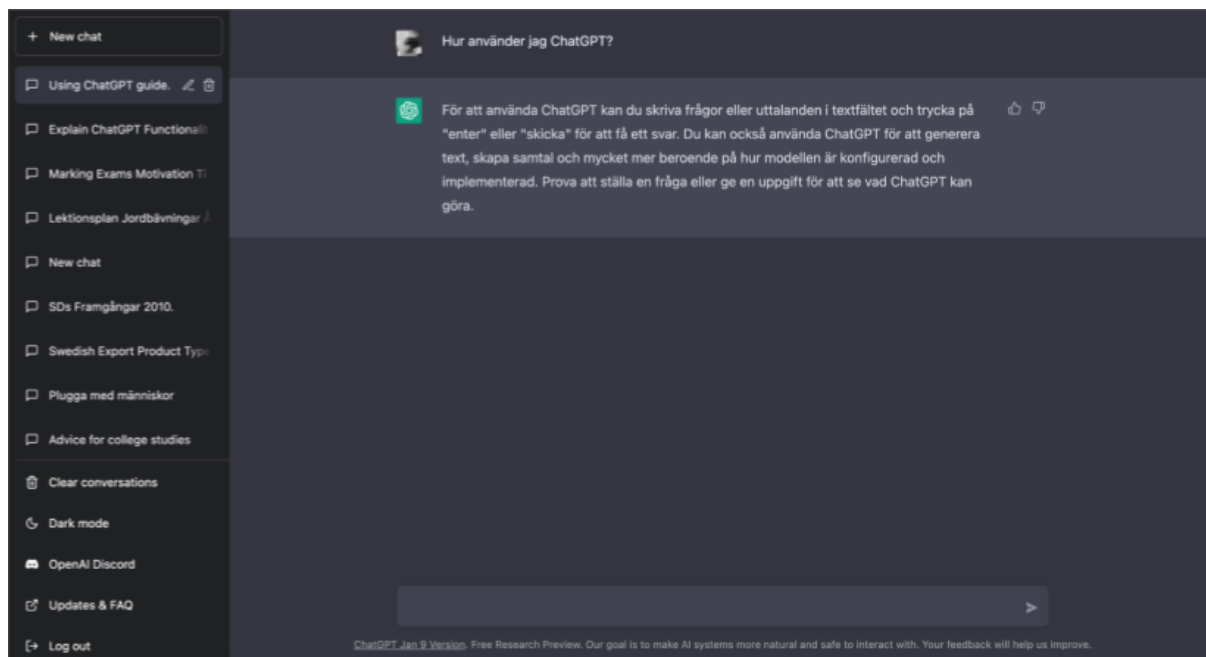 + New chat
Using ChatGPT guide.
Explain ChatGPT Functionalit
Marking Exams Motivation Ti
Lektionsplan Jordbävningar Å
New chat
SDs Framgångar 2010.
Swedish Export Product Type
Plugga med människor
Advice for college studies
Clear conversations
Dark mode
OpenAI Discord
Updates & FAQ
Log out
Hur använder jag ChatGPT?
För att använda ChatGPT kan du skriva frågor eller uttalanden i textfältet och trycka på
"enter" eller "skicka" för att få ett svar. Du kan också använda ChatGPT för att generera
text, skapa samtal och mycket mer beroende på hur modellen är konfigurerad och
implementerad. Prova att ställa en fråga eller ge en uppgift för att se vad ChatGPT kan
göra.
ChatGPT Jan 9 Version. Free Research Preview. Our goal is to make AI systems more natural and safe to interact with. Your feedback will help us improve.